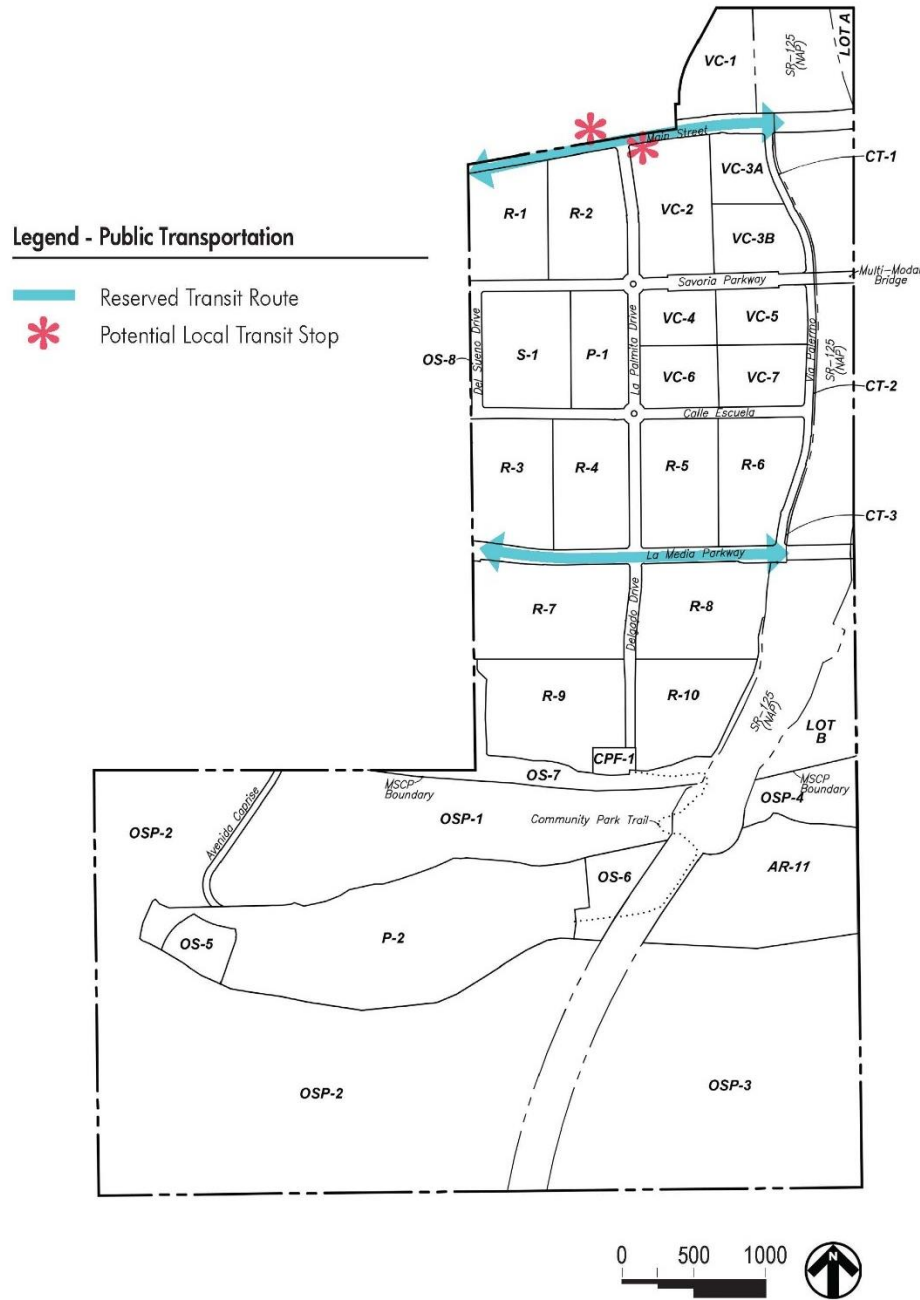 VC-1
SR-125
(NAP)
LOT A
Main Street
CT-1
VC-3A
R-1
R-2
VC-2
VC-3B
Legend - Public Transportation
Reserved Transit Route
Potential Local Transit Stop
Multi-Modal
Bridge
Savoria Parkway
Del Sueno Drive
La Palmita Drive
VC-4
VC-5
Via Palermo
SR-125
(NAP)
OS-8
S-1
P-1
VC-6
VC-7
CT-2
Calle Escuela
R-3
R-4
R-5
R-6
CT-3
La Media Parkway
R-7
Delgado Drive
R-8
R-9
R-10
SR-125
(NAP)
LOT
B
CPF-1
OS-7
MSCP
Boundary
MSCP
Boundary
OSP-4
OSP-2
Avenida Caprise
OSP-1
Community Park Trail
OS-6
AR-11
OS-5
P-2
OSP-2
OSP-3
0 500 1000
N